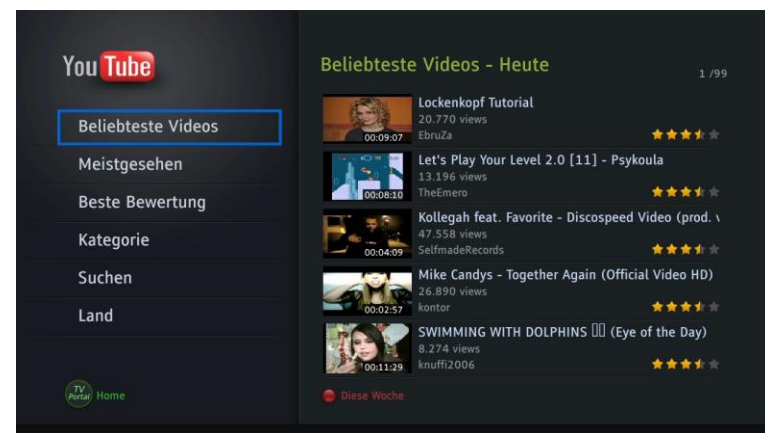 YouTube
Beliebteste Videos
Meistgesehen
Beste Bewertung
Kategorie
Suchen
Land
TV Portal Home
Beliebteste Videos - Heute
1 /99
Lockenkopf Tutorial
20.770 views
00:09:07 EbruZa
Let's Play Your Level 2.0 [11] - Psykoula
13.196 views
00:08:10 TheEmero
Kollegah feat. Favorite - Discospeed Video (prod.
47.558 views
00:04:09 SelfmadeRecords
Mike Candys - Together Again (Official Video HD)
26.890 views
00:02:57 kontor
SWIMMING WITH DOLPHINS (Eye of the Day)
8.274 views
00:11:29 knuffi2006
Diese Woche